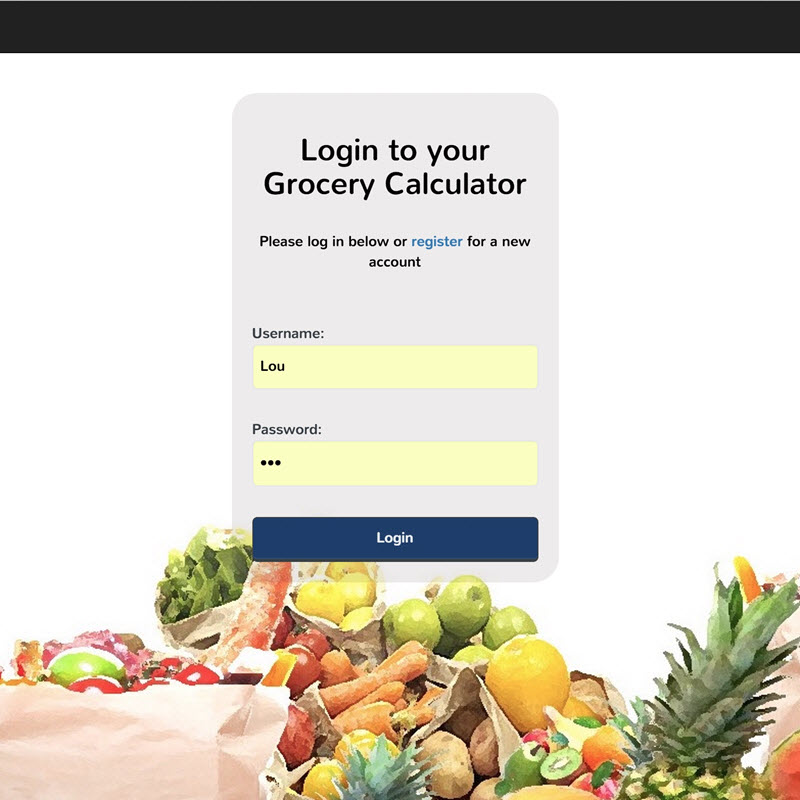 Login to your
Grocery Calculator
Please log in below or register for a new
account
Username:
Lou
Password:
•••
Login